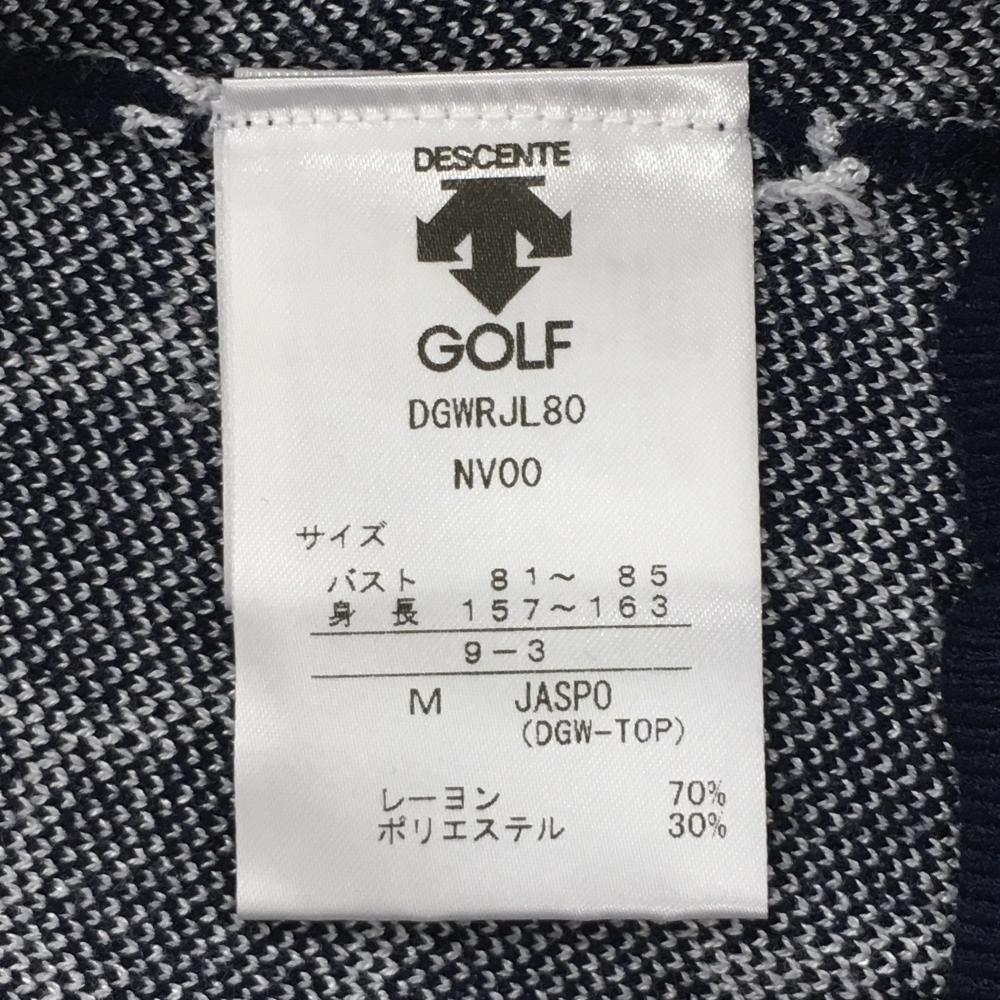 DESCENTE
GOLF
DGWRJL80
NV00
サイズ
バスト 81～ 85
身 長 157～163
9-3
M JASPO
(DGW-TOP)
レーヨン 70%
ポリエステル 30%